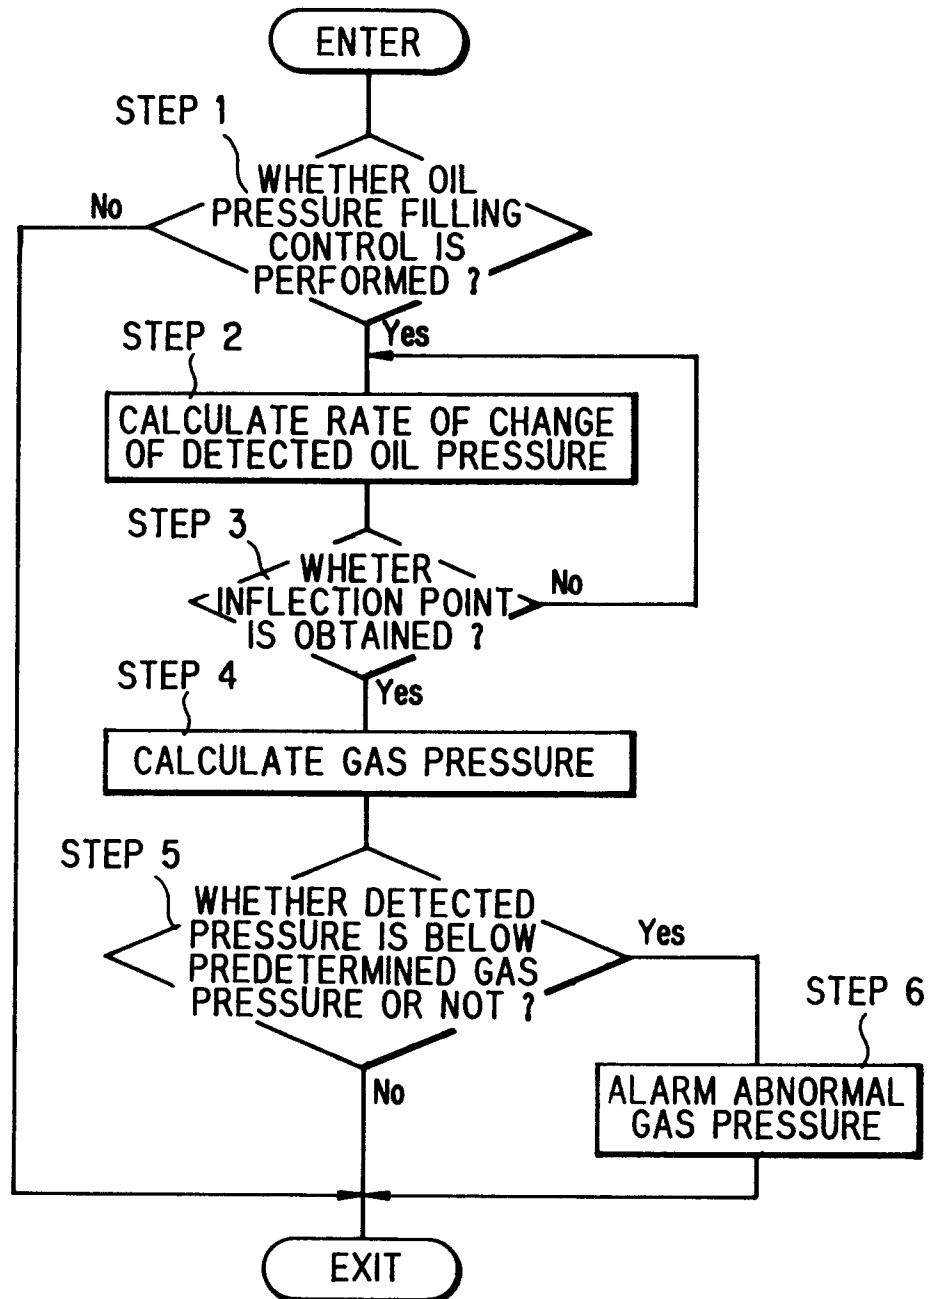 ENTER
STEP 1
WHETHER OIL
PRESSURE FILLING
CONTROL IS
PERFORMED ?
No
Yes
STEP 2
CALCULATE RATE OF CHANGE
OF DETECTED OIL PRESSURE
STEP 3
WHETER
INFLECTION POINT
IS OBTAINED ?
No
Yes
STEP 4
CALCULATE GAS PRESSURE
STEP 5
WHETHER DETECTED
PRESSURE IS BELOW
PREDETERMINED GAS
PRESSURE OR NOT ?
Yes
No
STEP 6
ALARM ABNORMAL
GAS PRESSURE
EXIT